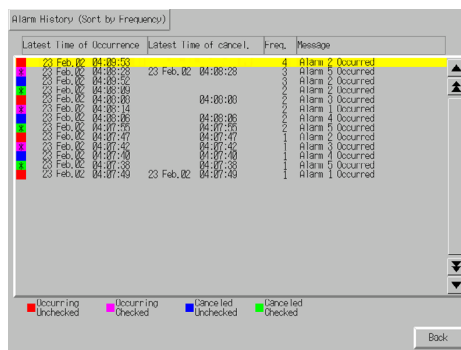 Alarm History (Sort by Frequency)
Latest Time of Occurrence Latest Time of cancel. Freq. Message
23 Feb.02 04:09:53 4 Alarm 2 Occurred
23 Feb.02 04:08:28 23 Feb.02 04:08:28 3 Alarm 5 Occurred
23 Feb.02 04:09:52 3 Alarm 2 Occurred
23 Feb.02 04:08:09 2 Alarm 2 Occurred
23 Feb.02 04:08:08 04:08:08 2 Alarm 3 Occurred
23 Feb.02 04:08:14 2 Alarm 1 Occurred
23 Feb.02 04:08:06 04:08:06 2 Alarm 4 Occurred
23 Feb.02 04:07:55 04:07:55 2 Alarm 5 Occurred
23 Feb.02 04:07:47 04:07:47 1 Alarm 2 Occurred
23 Feb.02 04:07:42 04:07:42 1 Alarm 3 Occurred
23 Feb.02 04:07:40 04:07:40 1 Alarm 4 Occurred
23 Feb.02 04:07:38 04:07:38 1 Alarm 5 Occurred
23 Feb.02 04:07:49 23 Feb.02 04:07:49 1 Alarm 1 Occurred
Occurring Occurring Canceled Canceled
Unchecked Checked Unchecked Checked
Back